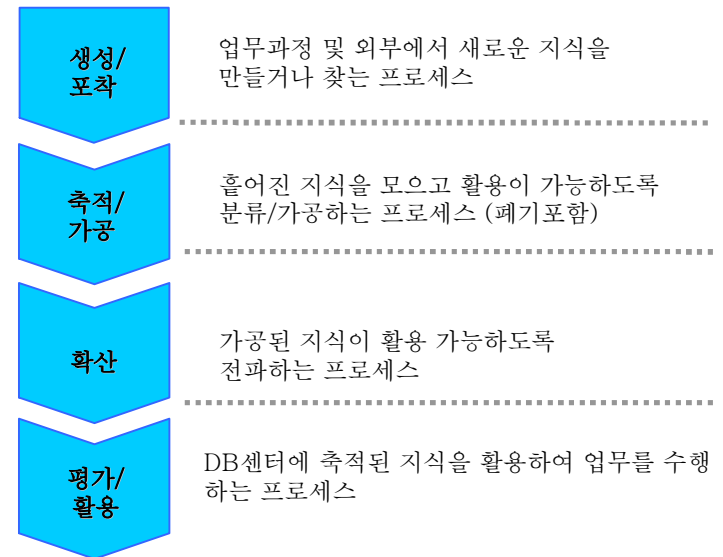 생성/
포착
업무과정 및 외부에서 새로운 지식을
만들거나 찾는 프로세스
축적/
가공
흩어진 지식을 모으고 활용이 가능하도록
분류/가공하는 프로세스 (폐기포함)
확산
가공된 지식이 활용 가능하도록
전파하는 프로세스
평가/
활용
DB센터에 축적된 지식을 활용하여 업무를 수행
하는 프로세스